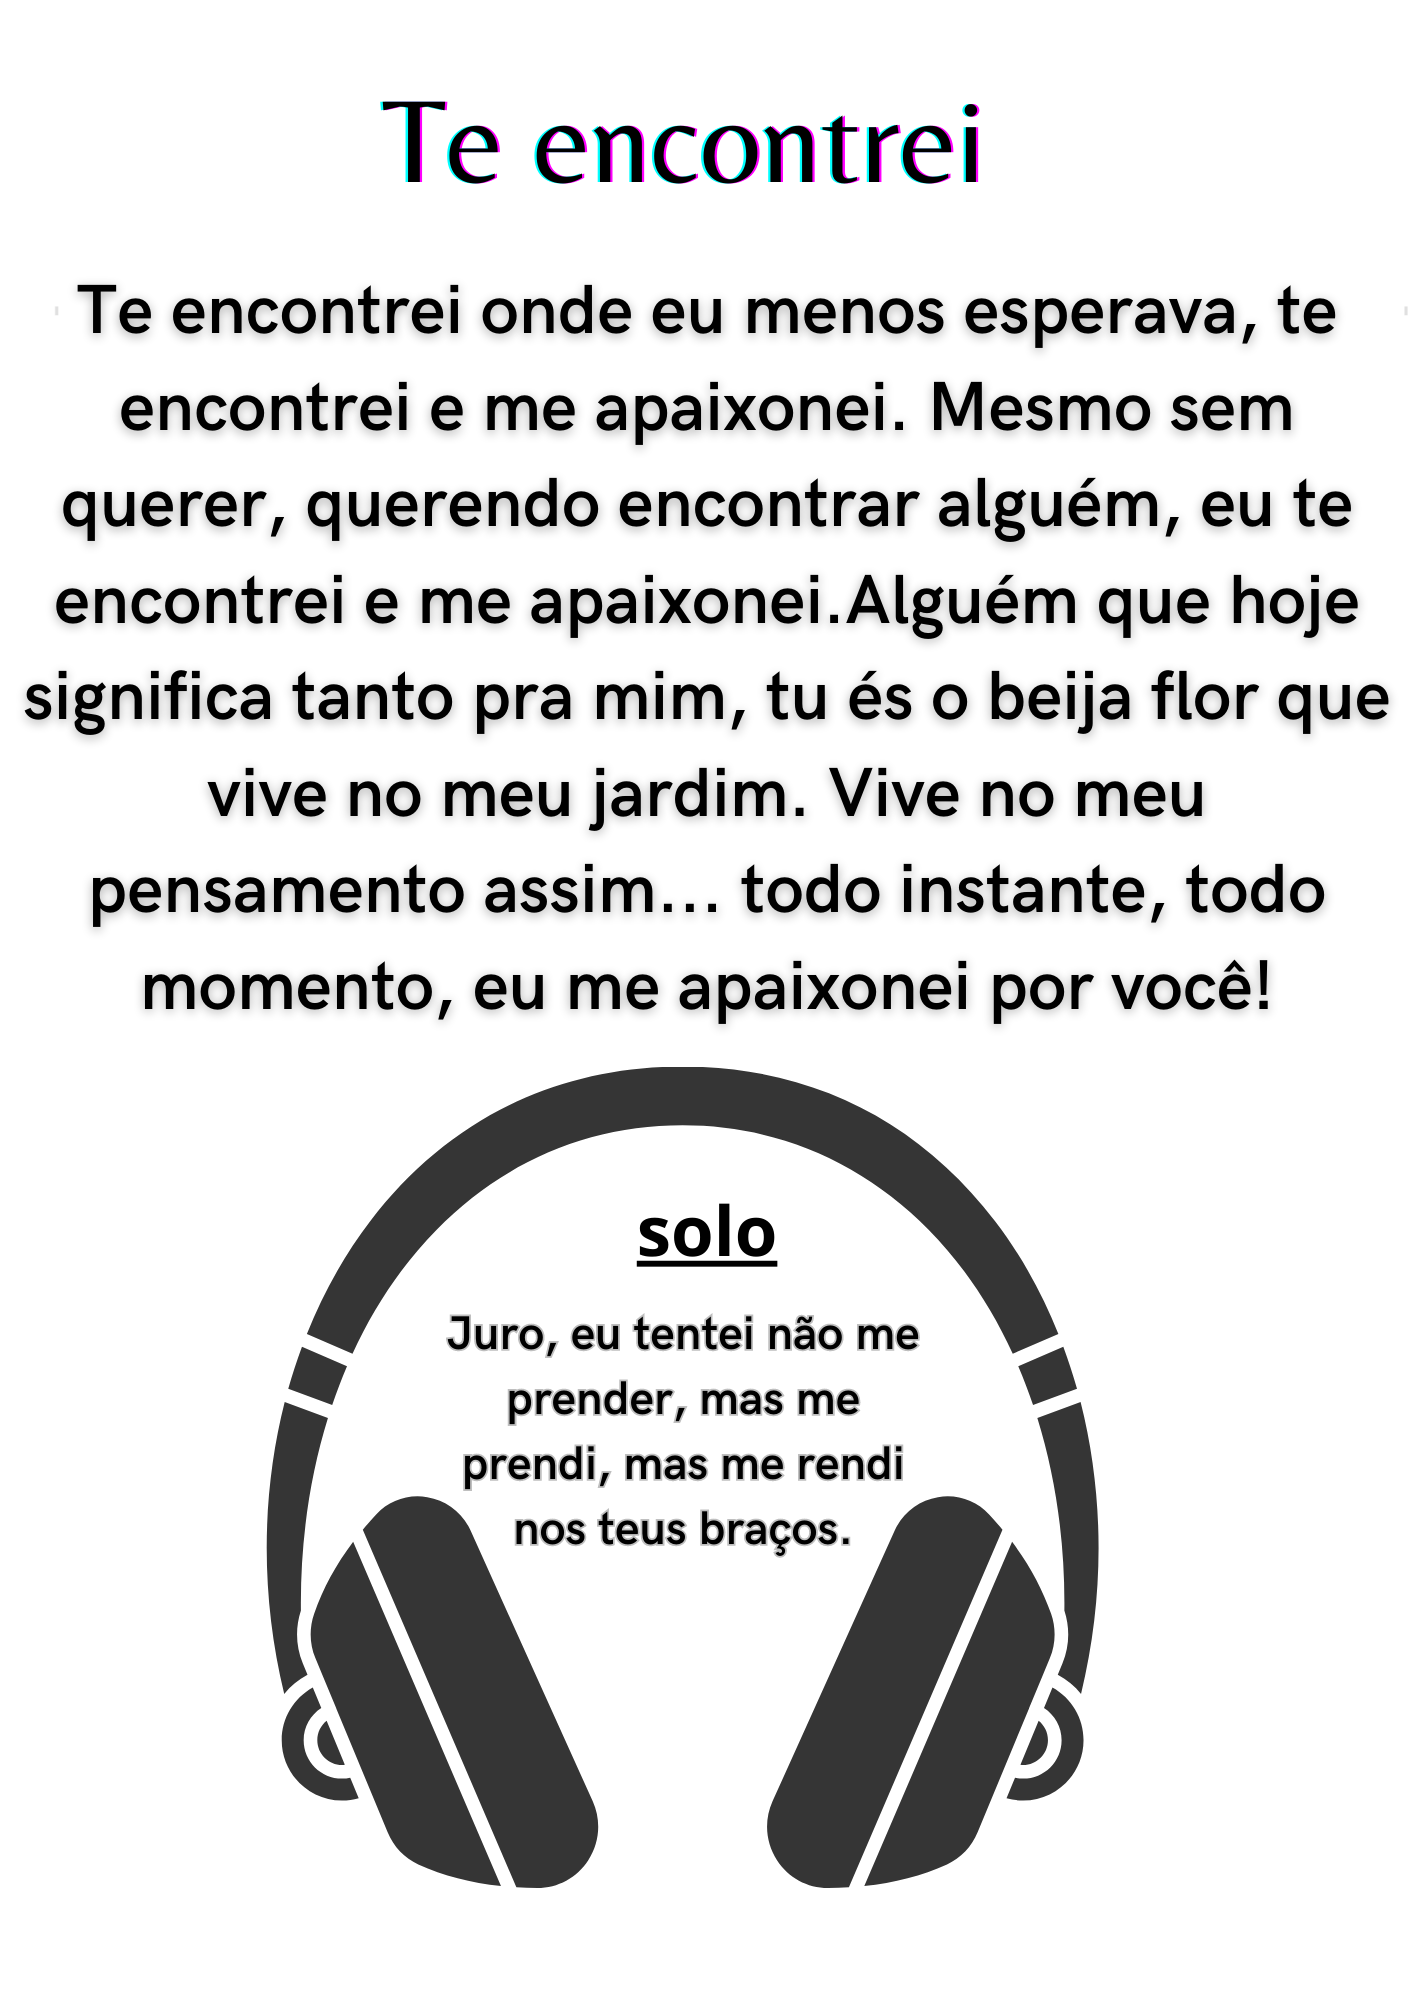 Te encontrei
Te encontrei onde eu menos esperava, te
encontrei e me apaixonei. Mesmo sem
querer, querendo encontrar alguém, eu te
encontrei e me apaixonei.Alguém que hoje
significa tanto pra mim, tu és o beija flor que
vive no meu jardim. Vive no meu
pensamento assim... todo instante, todo
momento, eu me apaixonei por você!
solo
Juro, eu tentei não me
prender, mas me
prendi, mas me rendi
nos teus braços.